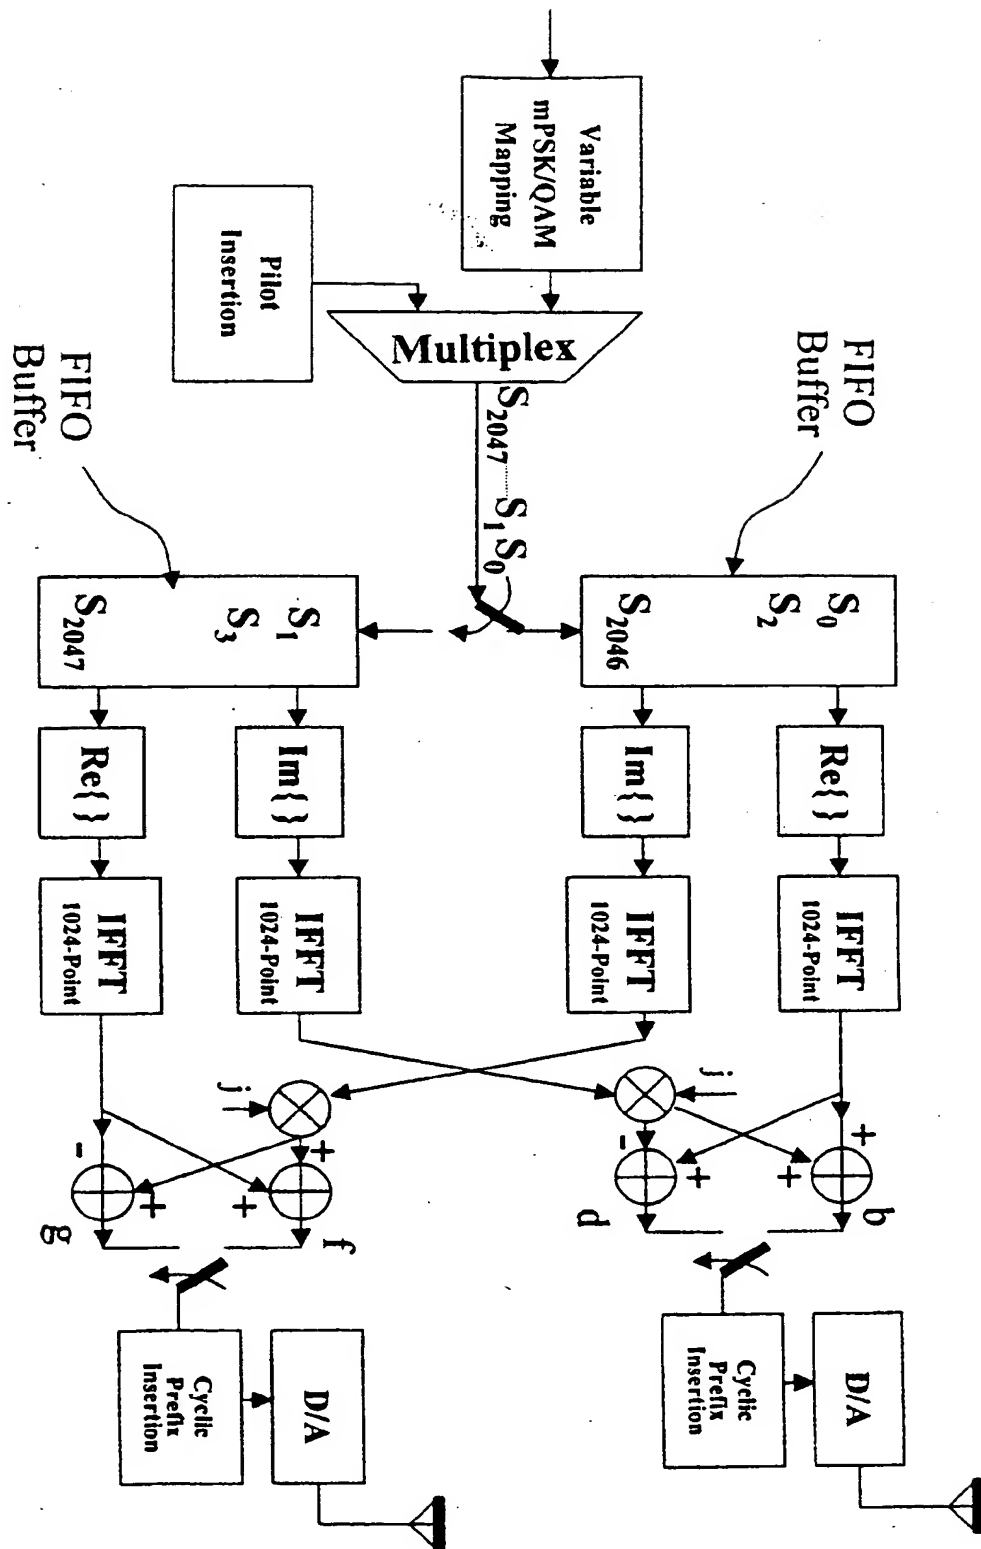 Variable
mPSK/QAM
Mapping
Pilot
Insertion
Multiplex
S2047 ...... S1 S0
FIFO
Buffer
FIFO
Buffer
S0
S2
S2046
S1
S3
S2047
Re{ }
Im{ }
Im{ }
Re{ }
IFFT
1024-Point
IFFT
1024-Point
IFFT
1024-Point
IFFT
1024-Point
j
j
+
+
-
+
+
+
-
+
b
d
f
g
Cyclic
Prefix
Insertion
D/A
Cyclic
Prefix
Insertion
D/A